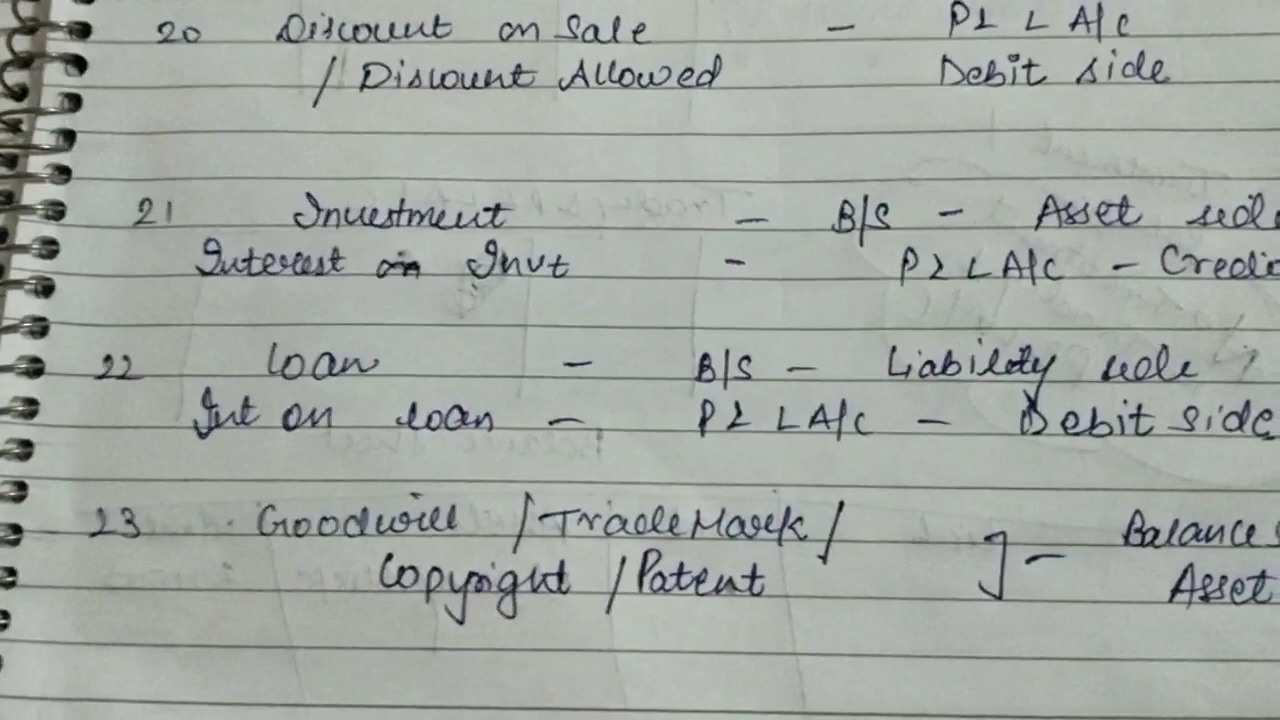 20 Discount on Sale - P& L A/C
/ Discount Allowed Debit side
21 Investment - B/S - Asset side
Interest on Invt - P& L A/C - Credi
22 Loan - B/S - Liability side
Int on loan - P& L A/C - Debit side
23 Goodwill / TradeMark / ] - Balance
Copyright / Patent Asset